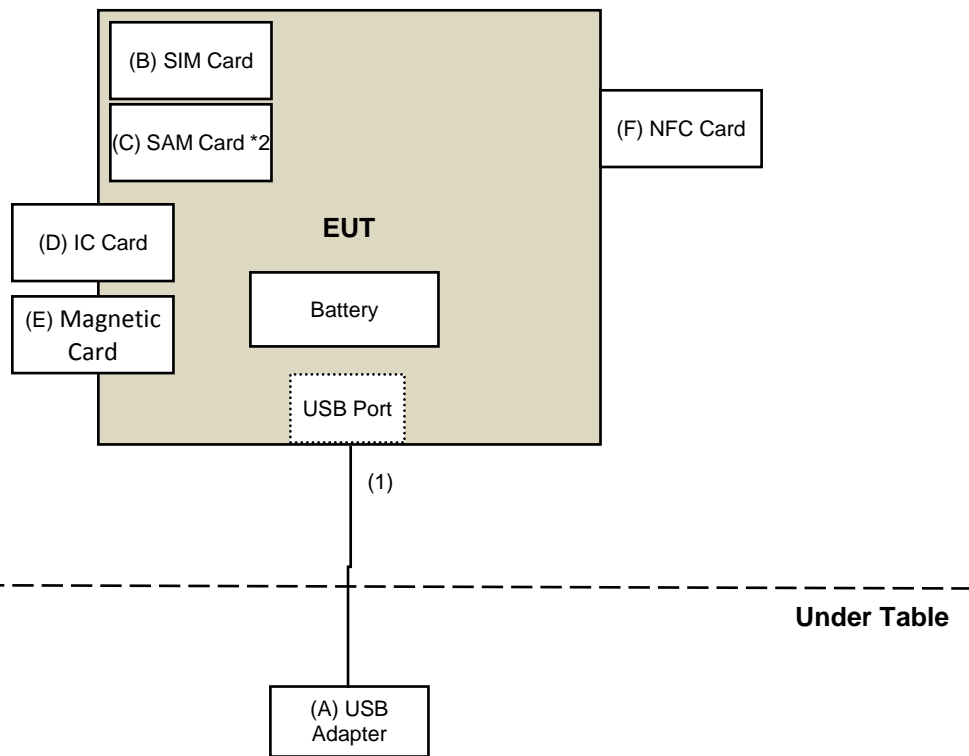 (B) SIM Card
(C) SAM Card *2
(F) NFC Card
(D) IC Card
EUT
(E) Magnetic
Card
Battery
USB Port
(1)
Under Table
(A) USB
Adapter